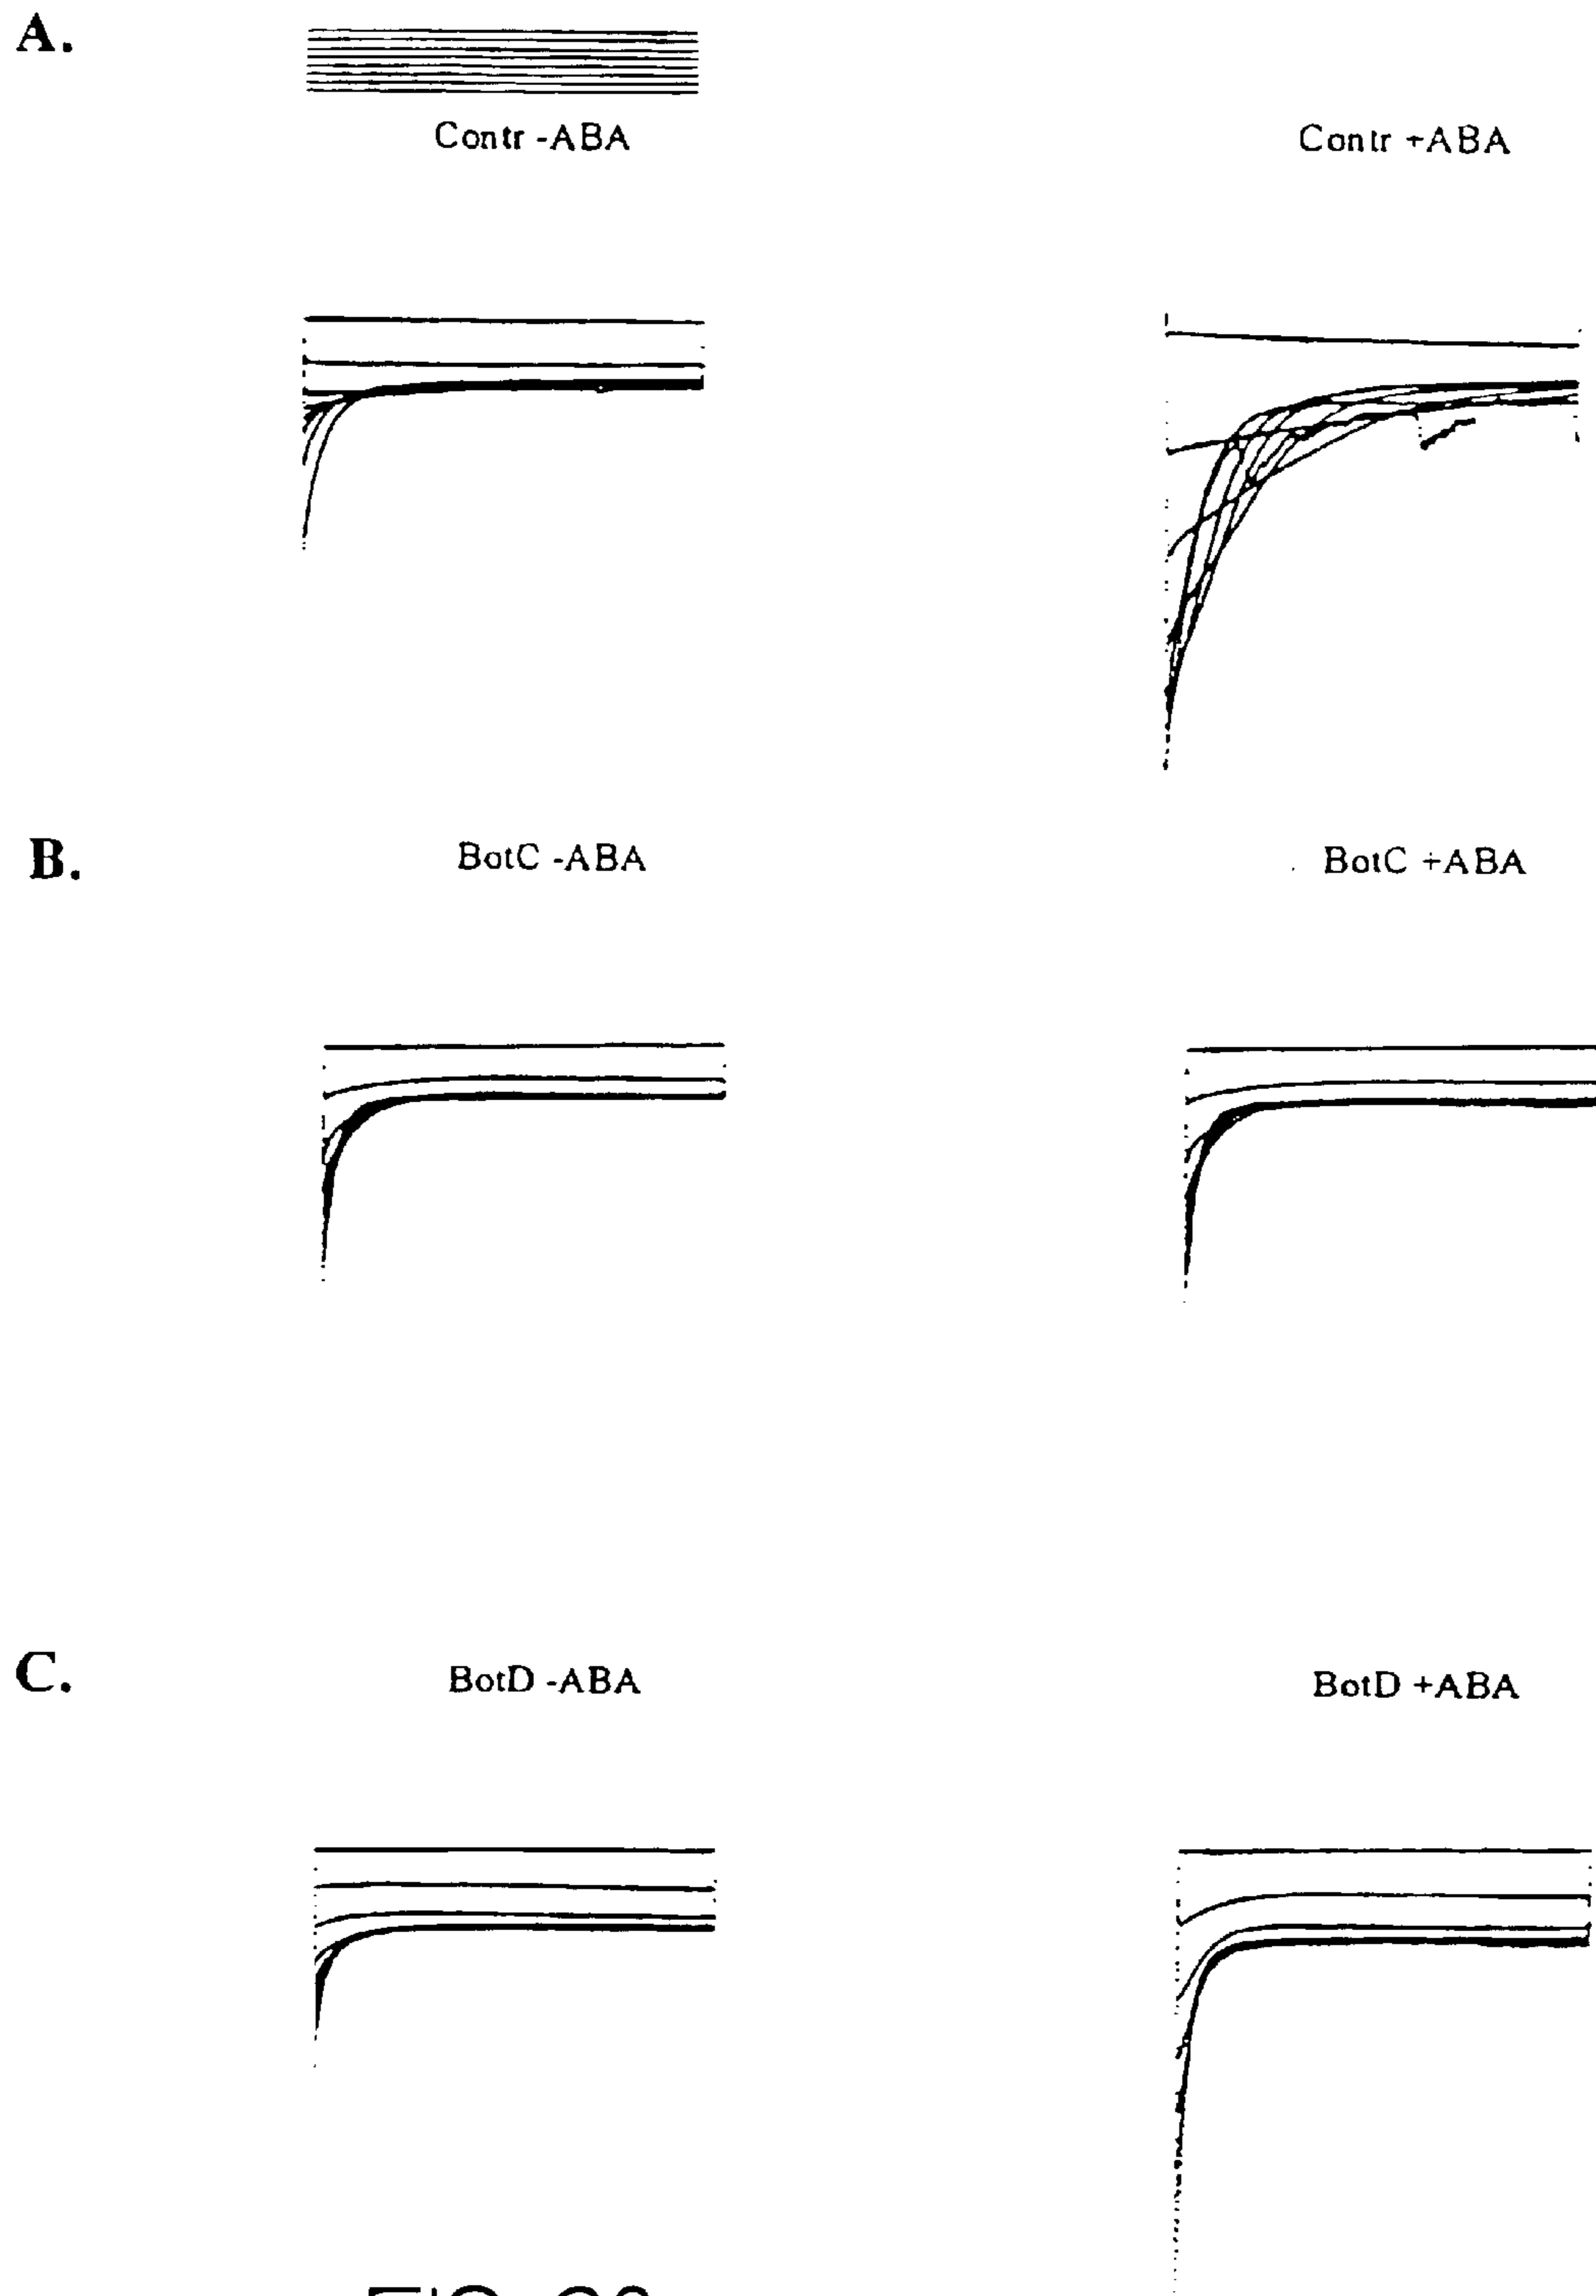 A.
Contr -ABA
Contr +ABA
B.
BotC -ABA
BotC +ABA
C.
BotD -ABA
BotD +ABA